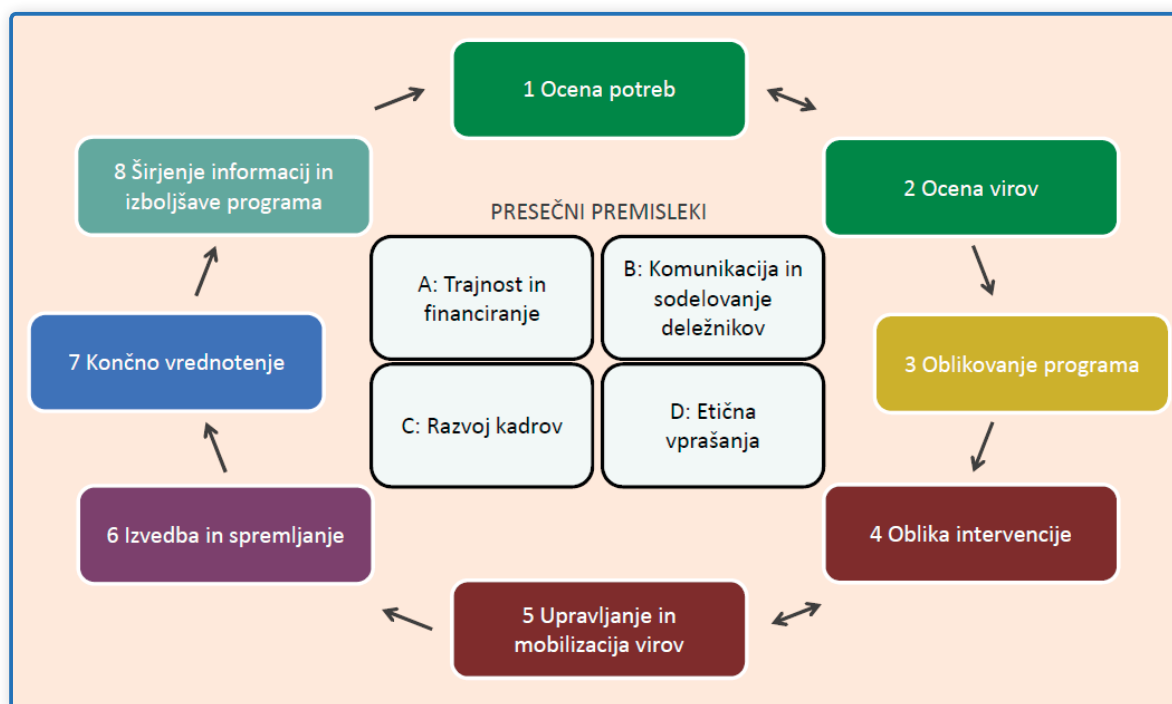 1 Ocena potreb
2 Ocena virov
3 Oblikovanje programa
4 Oblika intervencije
5 Upravljanje in
mobilizacija virov
6 Izvedba in spremljanje
7 Končno vrednotenje
8 Širjenje informacij in
izboljšave programa
PRESEČNI PREMISLEKI
A: Trajnost in
financiranje
B: Komunikacija in
sodelovanje
deležnikov
C: Razvoj kadrov
D: Etična
vprašanja